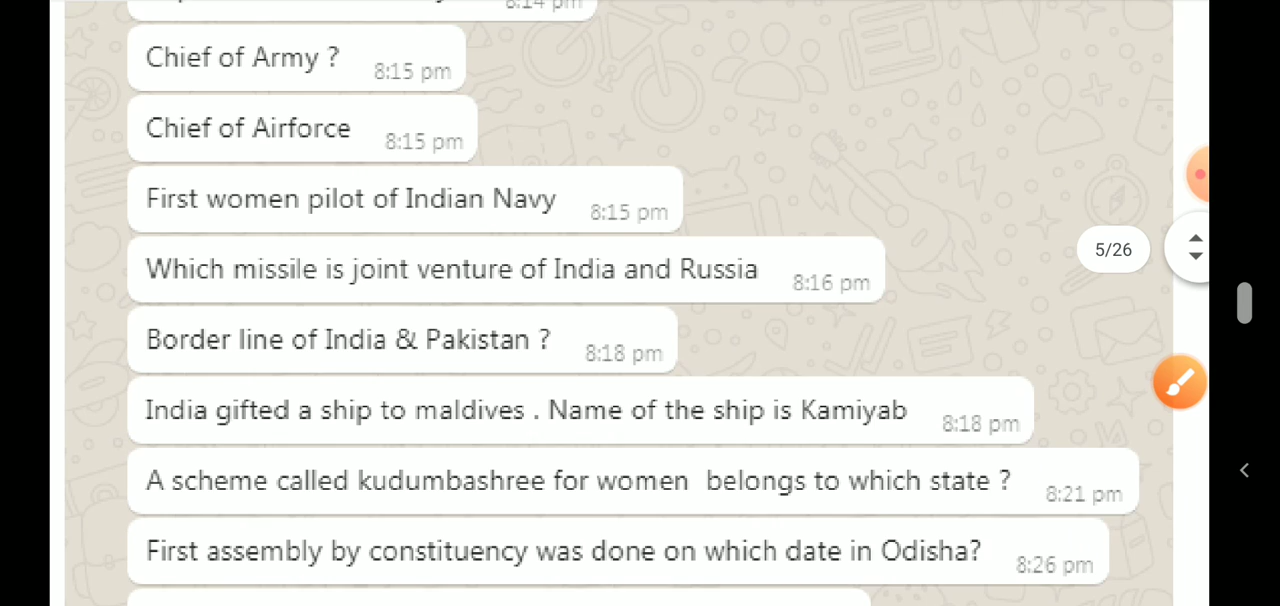 8:14 pm
Chief of Army ? 8:15 pm
Chief of Airforce 8:15 pm
First women pilot of Indian Navy 8:15 pm
Which missile is joint venture of India and Russia 8:16 pm
5/26
Border line of India & Pakistan ? 8:18 pm
India gifted a ship to maldives . Name of the ship is Kamiyab 8:18 pm
A scheme called kudumbashree for women belongs to which state ? 8:21 pm
First assembly by constituency was done on which date in Odisha? 8:26 pm